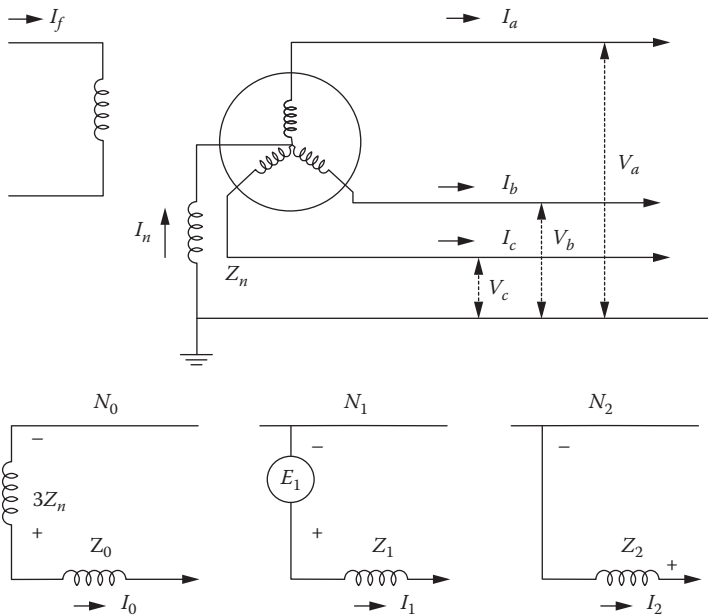 I_f
I_a
V_a
I_b
I_n
I_c
V_b
Z_n
V_c
N_0 N_1 N_2
− − −
E_1
3Z_n
+ +
Z_0 Z_1 Z_2 +
I_0 I_1 I_2